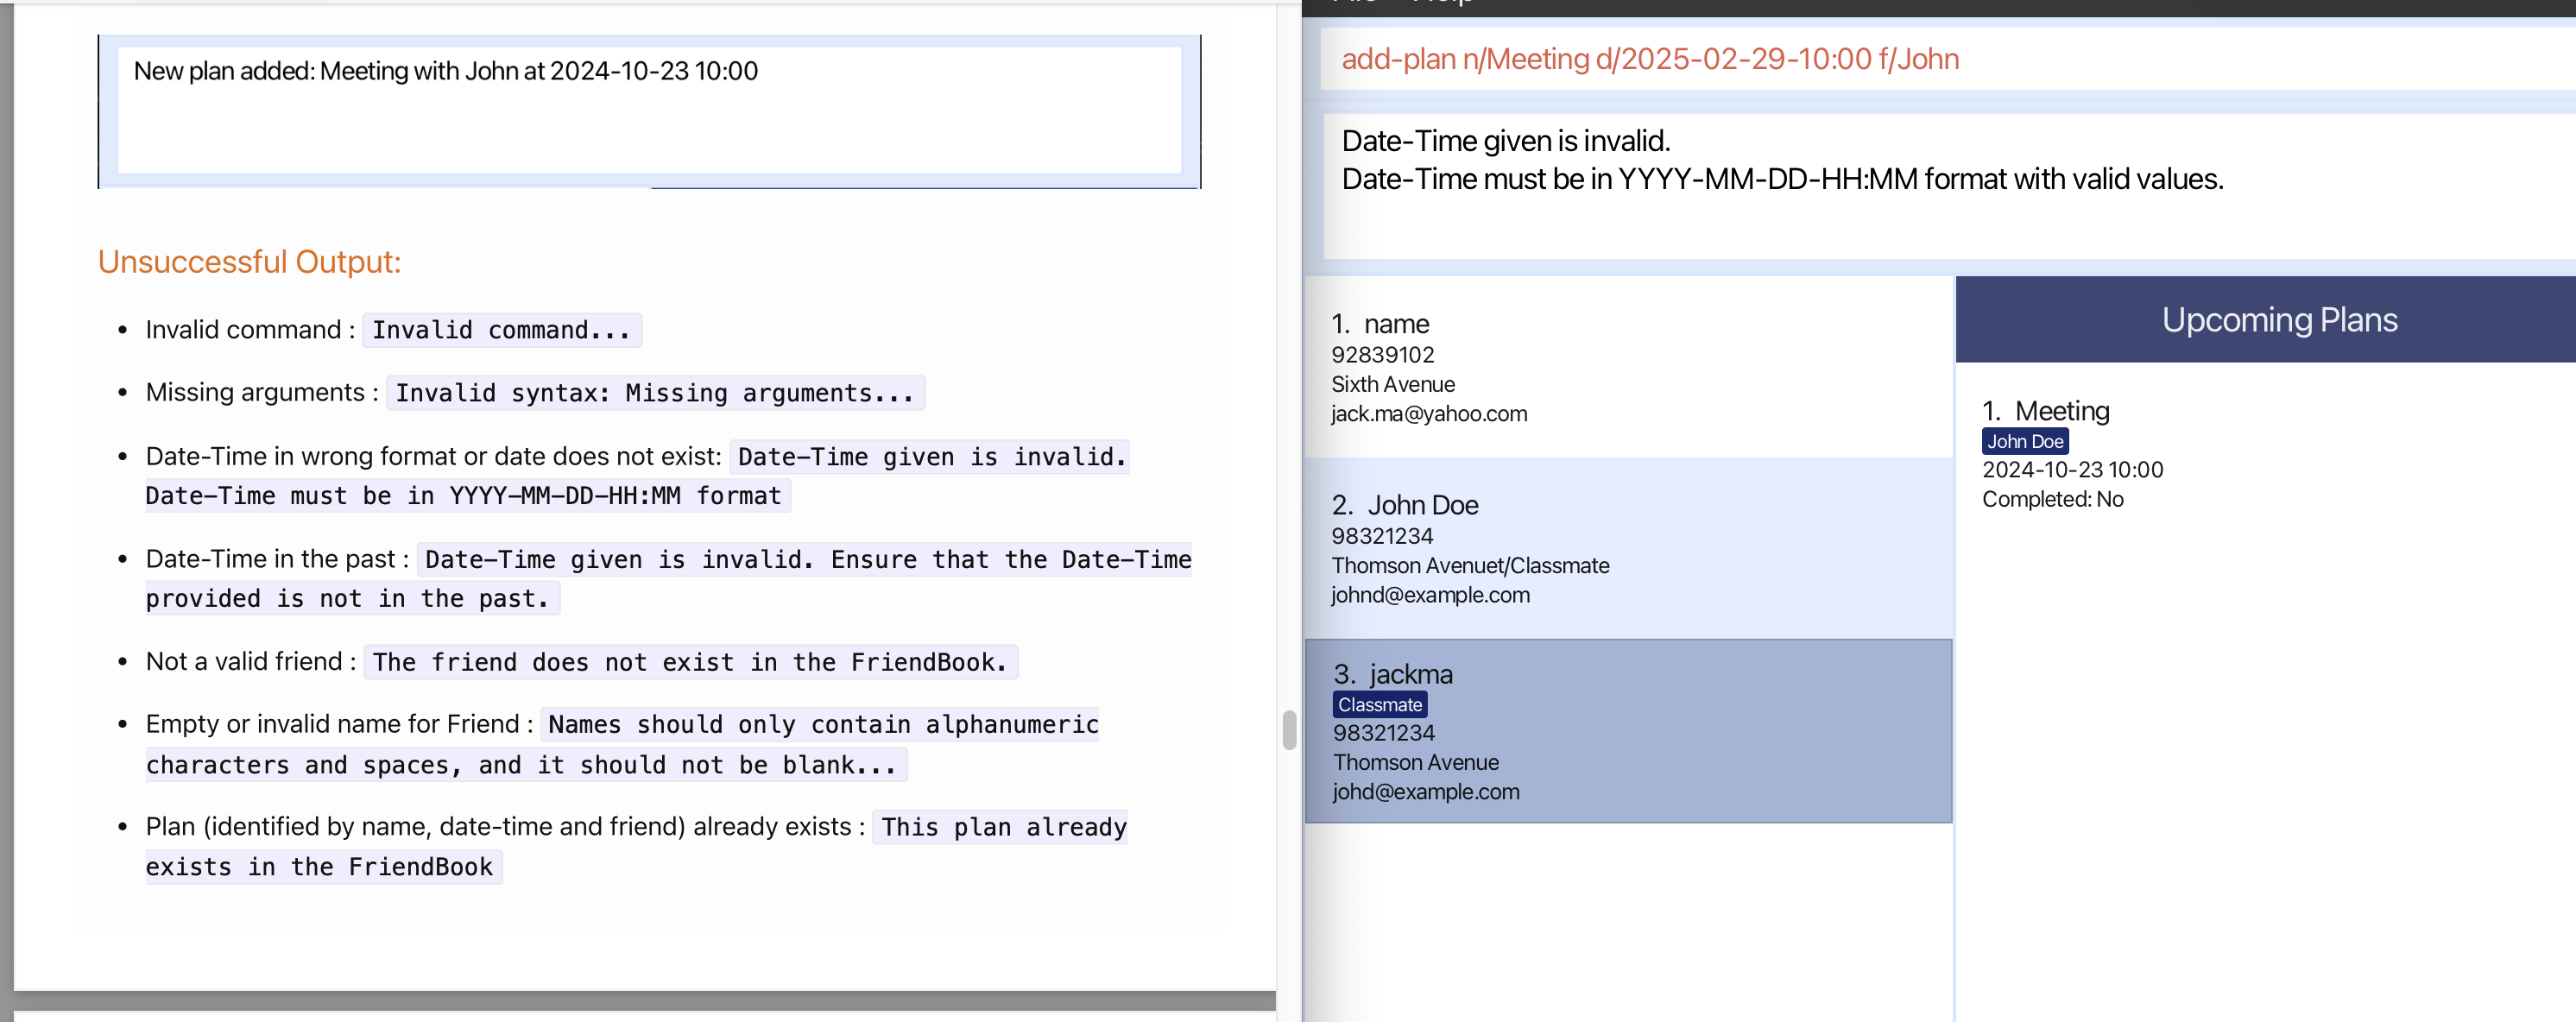 New plan added: Meeting with John at 2024-10-23 10:00
Unsuccessful Output:
• Invalid command : Invalid command...
• Missing arguments : Invalid syntax: Missing arguments...
• Date-Time in wrong format or date does not exist: Date-Time given is invalid.
Date-Time must be in YYYY-MM-DD-HH:MM format
• Date-Time in the past : Date-Time given is invalid. Ensure that the Date-Time
provided is not in the past.
• Not a valid friend : The friend does not exist in the FriendBook.
• Empty or invalid name for Friend : Names should only contain alphanumeric
characters and spaces, and it should not be blank...
• Plan (identified by name, date-time and friend) already exists : This plan already
exists in the FriendBook
add-plan n/Meeting d/2025-02-29-10:00 f/John
Date-Time given is invalid.
Date-Time must be in YYYY-MM-DD-HH:MM format with valid values.
1. name
92839102
Sixth Avenue
jack.ma@yahoo.com
2. John Doe
98321234
Thomson Avenuet/Classmate
johnd@example.com
3. jackma
Classmate
98321234
Thomson Avenue
johd@example.com
Upcoming Plans
1. Meeting
John Doe
2024-10-23 10:00
Completed: No